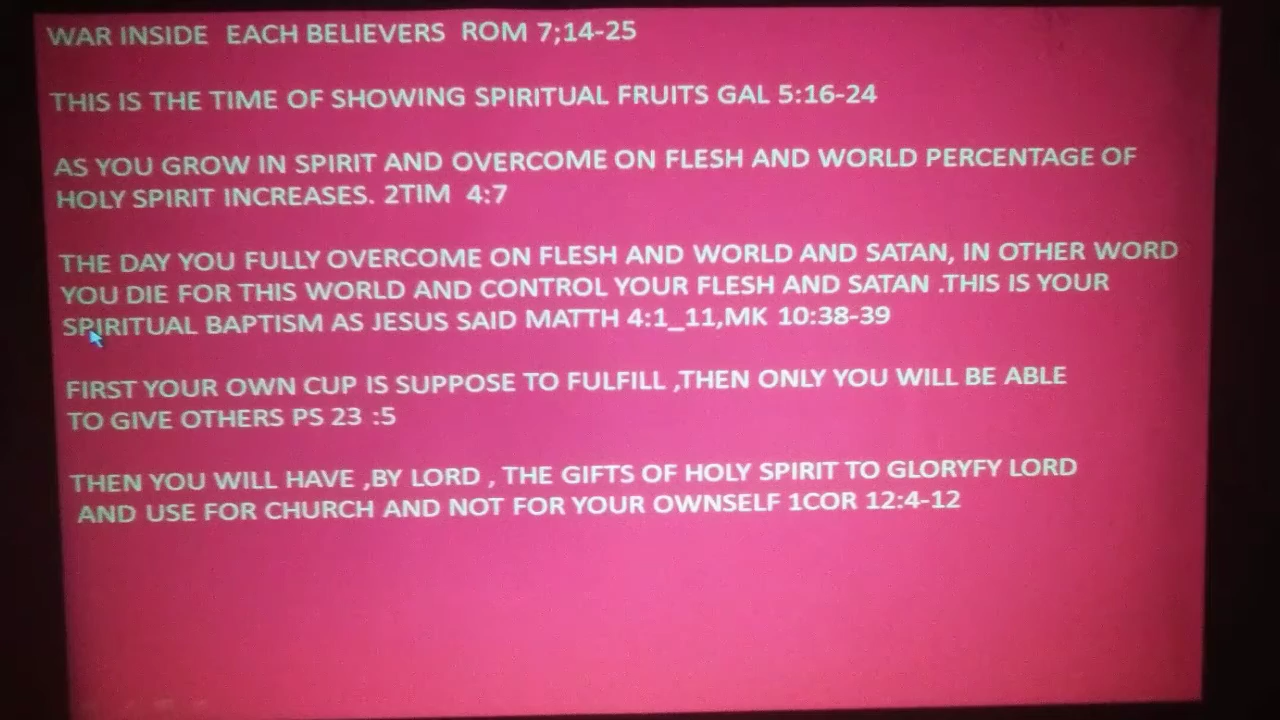 WAR INSIDE EACH BELIEVERS ROM 7;14-25
THIS IS THE TIME OF SHOWING SPIRITUAL FRUITS GAL 5:16-24
AS YOU GROW IN SPIRIT AND OVERCOME ON FLESH AND WORLD PERCENTAGE OF
HOLY SPIRIT INCREASES. 2TIM 4:7
THE DAY YOU FULLY OVERCOME ON FLESH AND WORLD AND SATAN, IN OTHER WORD
YOU DIE FOR THIS WORLD AND CONTROL YOUR FLESH AND SATAN .THIS IS YOUR
SPIRITUAL BAPTISM AS JESUS SAID MATTH 4:1_11,MK 10:38-39
FIRST YOUR OWN CUP IS SUPPOSE TO FULFILL ,THEN ONLY YOU WILL BE ABLE
TO GIVE OTHERS PS 23 :5
THEN YOU WILL HAVE ,BY LORD , THE GIFTS OF HOLY SPIRIT TO GLORYFY LORD
AND USE FOR CHURCH AND NOT FOR YOUR OWNSELF 1COR 12:4-12